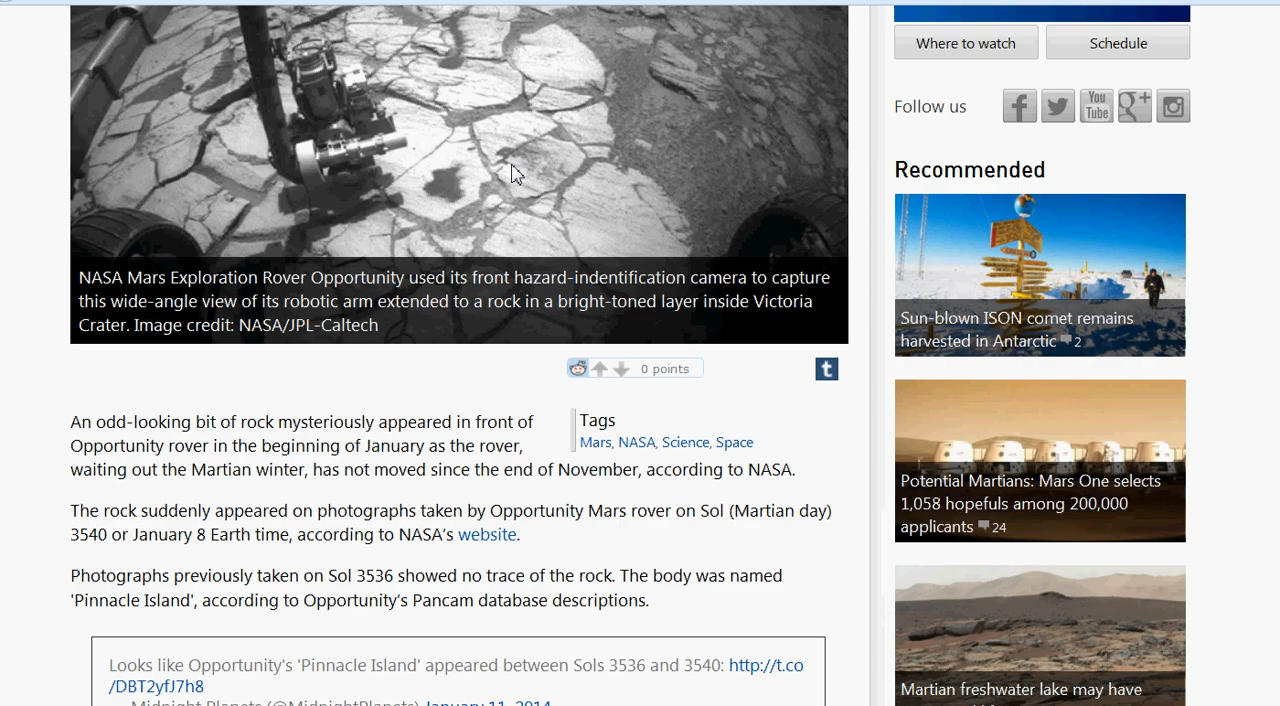 Where to watch
Schedule
Follow us
You
Tube
g+
Recommended
NASA Mars Exploration Rover Opportunity used its front hazard-indentification camera to capture
this wide-angle view of its robotic arm extended to a rock in a bright-toned layer inside Victoria
Crater. Image credit: NASA/JPL-Caltech
0 points
t
An odd-looking bit of rock mysteriously appeared in front of
Opportunity rover in the beginning of January as the rover,
waiting out the Martian winter, has not moved since the end of November, according to NASA.
Tags
Mars, NASA, Science, Space
The rock suddenly appeared on photographs taken by Opportunity Mars rover on Sol (Martian day)
3540 or January 8 Earth time, according to NASA's website.
Photographs previously taken on Sol 3536 showed no trace of the rock. The body was named
'Pinnacle Island', according to Opportunity's Pancam database descriptions.
Looks like Opportunity's 'Pinnacle Island' appeared between Sols 3536 and 3540: http://t.co
/DBT2yfJ7h8
— Midnight Planets (@MidnightPlanets) January 11, 2014
Sun-blown ISON comet remains
harvested in Antarctic 2
Potential Martians: Mars One selects
1,058 hopefuls among 200,000
applicants 24
Martian freshwater lake may have